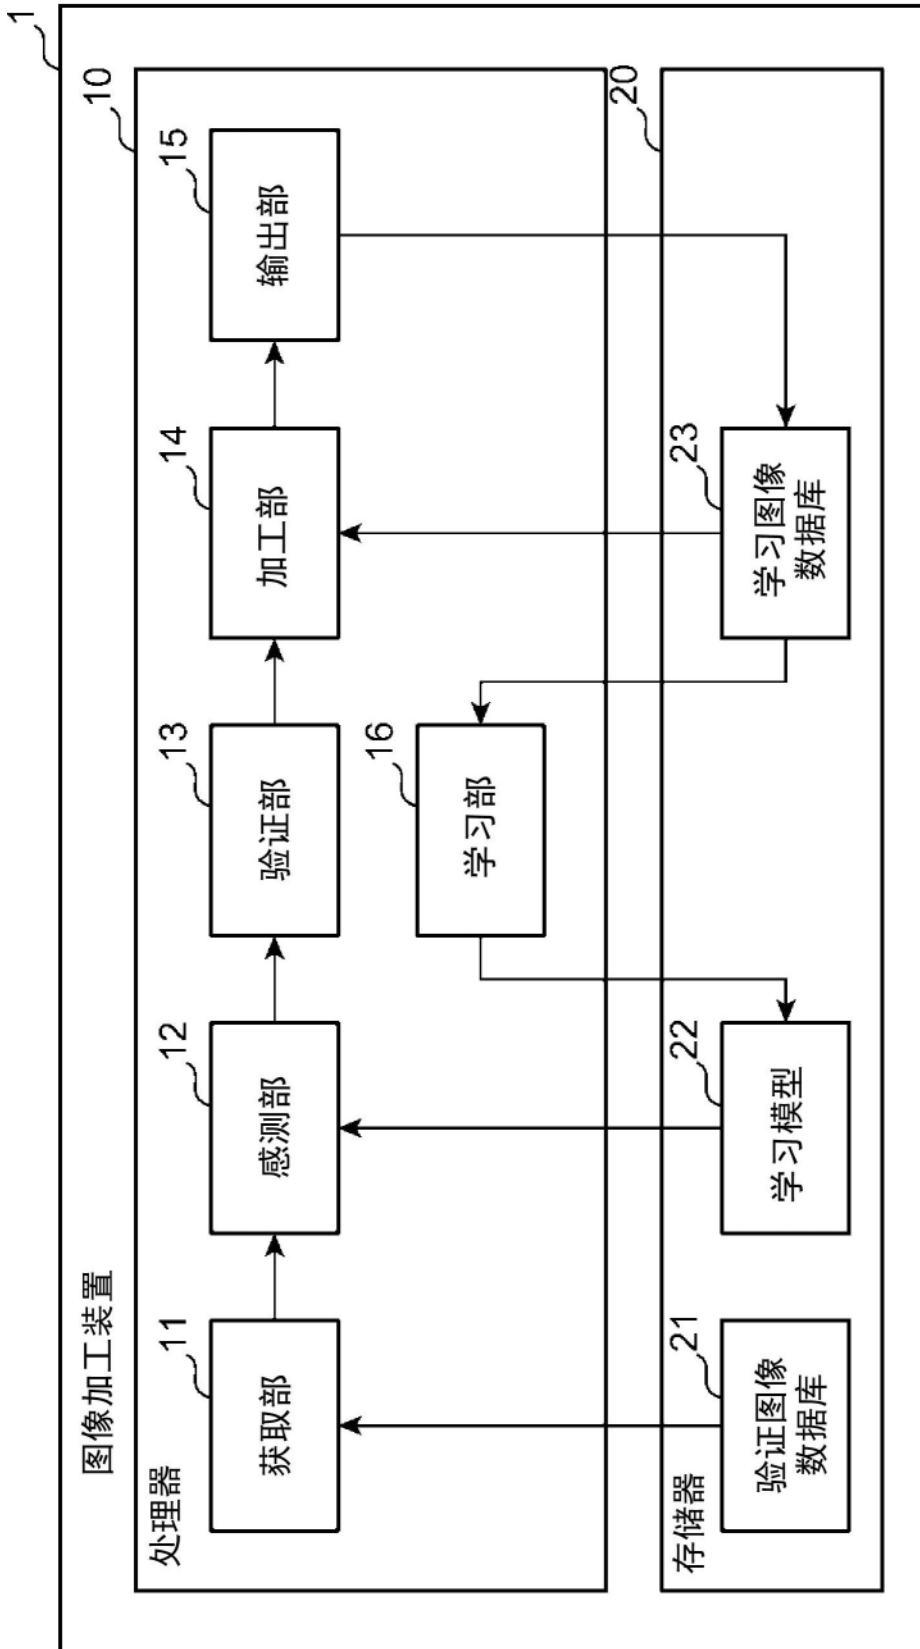 1
图像加工装置
10
处理器
11
获取部
12
感测部
13
验证部
14
加工部
15
输出部
16
学习部
20
存储器
21
验证图像
数据库
22
学习模型
23
学习图像
数据库